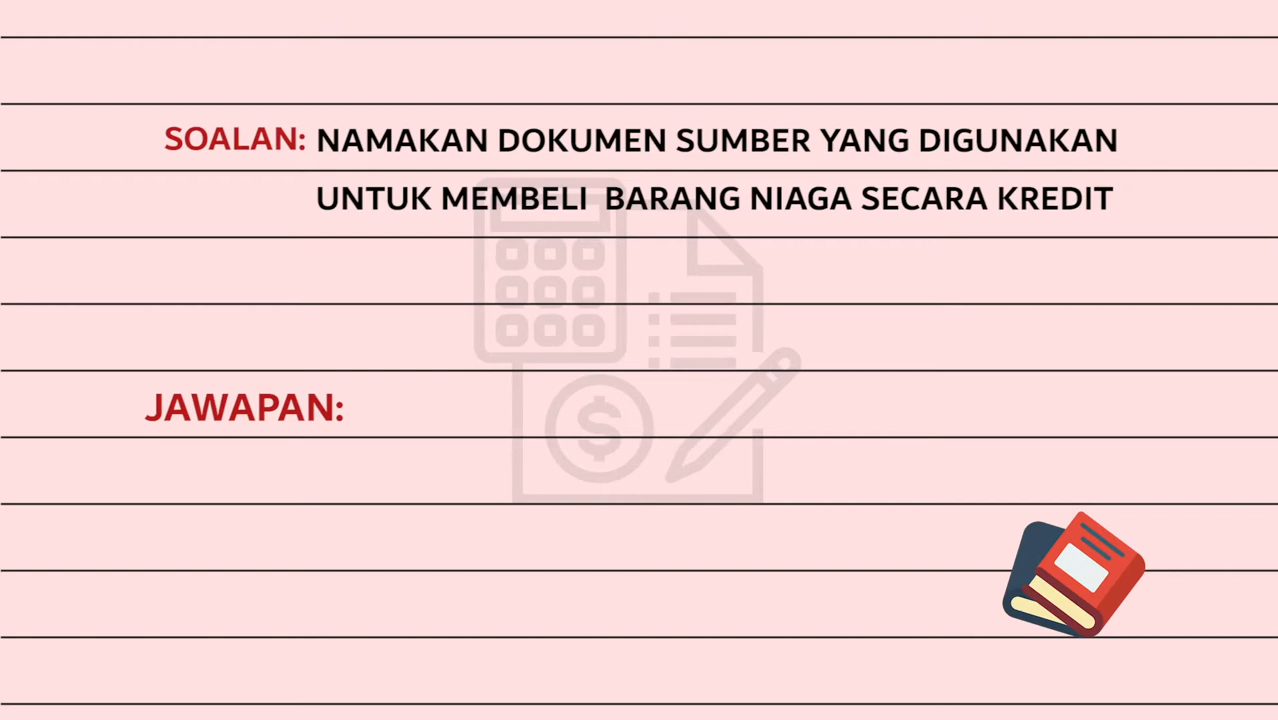 SOALAN: NAMAKAN DOKUMEN SUMBER YANG DIGUNAKAN
UNTUK MEMBELI BARANG NIAGA SECARA KREDIT
JAWAPAN: